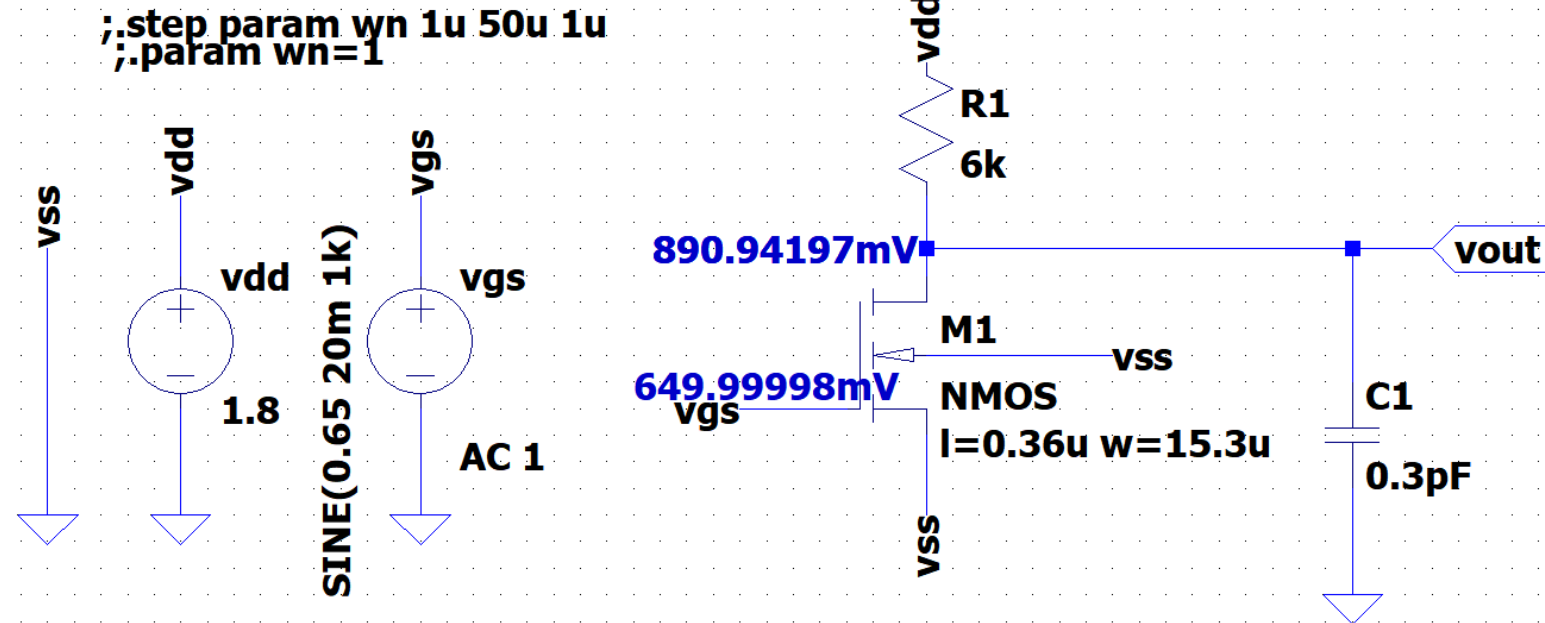 ;.step param wn 1u 50u 1u
;.param wn=1
vss
vdd
vdd
1.8
SINE(0.65 20m 1k)
vgs
vgs
AC 1
vdd
R1
6k
890.94197mV
vout
M1
vss
649.99998mV
vgs
NMOS
l=0.36u w=15.3u
vss
C1
0.3pF